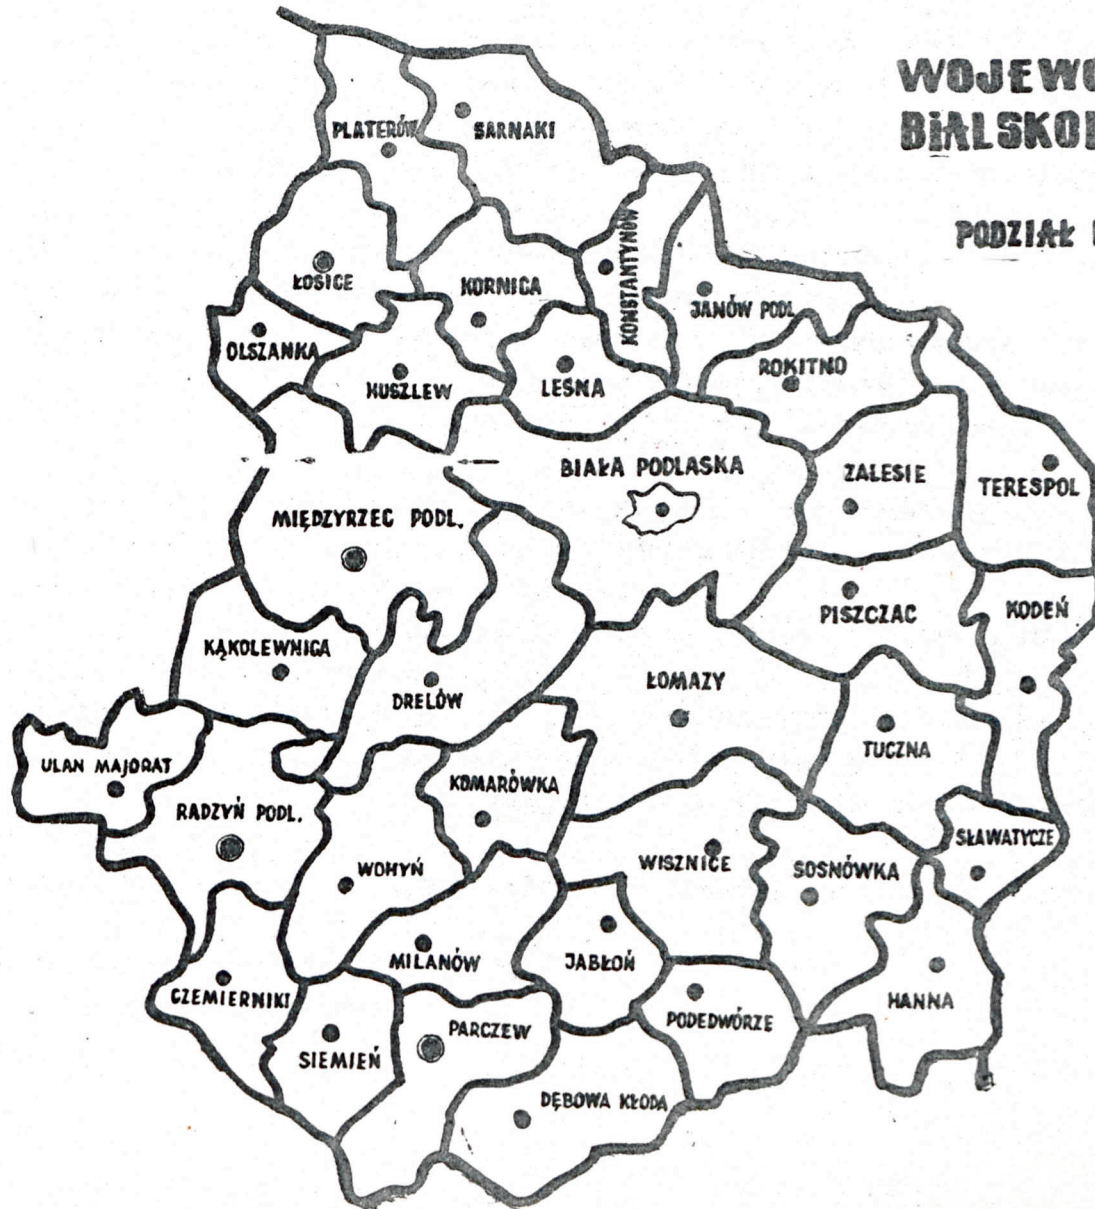 WOJEWO
BIALSKO
PODZIAŁ
PLATERÓW
SARNAKI
KONSTANTYNÓW
ŁOSICE
KORNICA
JANÓW PODL.
OLSZANKA
HUSZLEW
LEŚNA
ROKITNO
BIAŁA PODLASKA
ZALESIE
TERESPOL
MIĘDZYRZEC PODL.
PISZCZAC
KODEŃ
KĄKOLEWNICA
DRELÓW
ŁOMAZY
TUCZNA
ULAN MAJORAT
KOMARÓWKA
RADZYŃ PODL.
WOHYŃ
WISZNICE
SOSNÓWKA
SŁAWATYCZE
MILANÓW
JABŁOŃ
CZEMIERNIKI
PODEDWÓRZE
HANNA
SIEMIEŃ
PARCZEW
DĘBOWA KŁODA